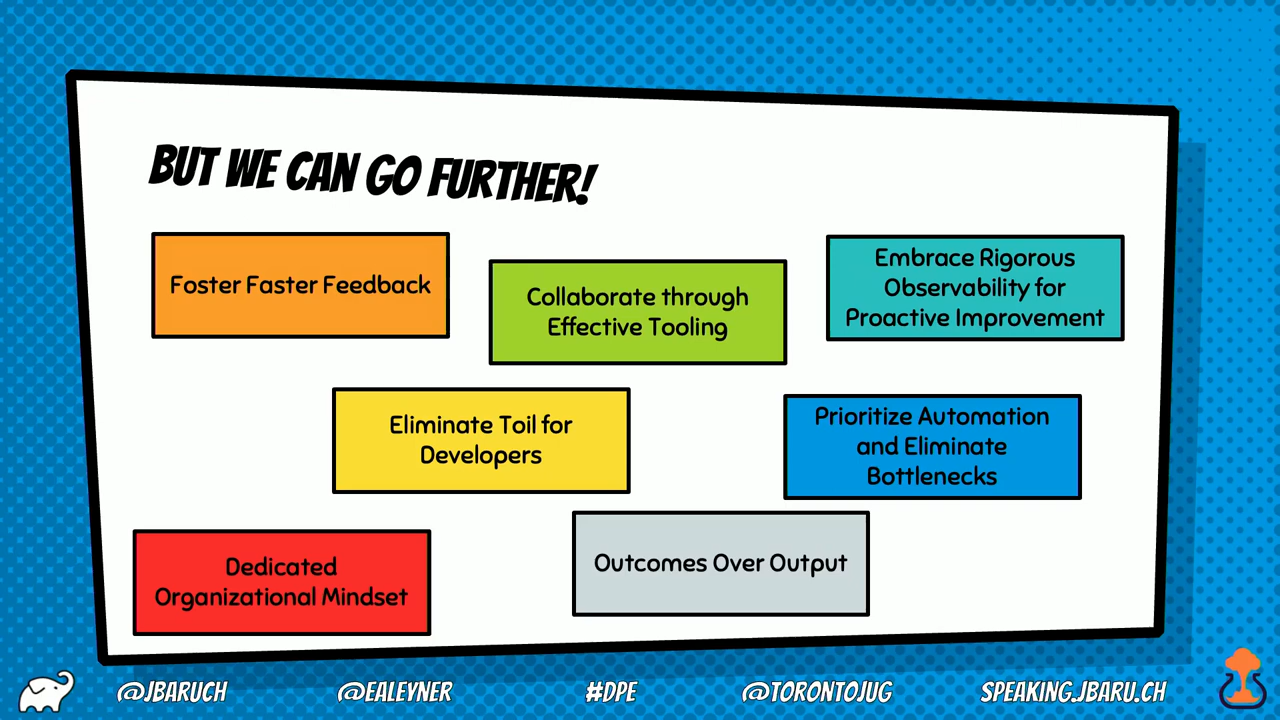 BUT WE CAN GO FURTHER!
Foster Faster Feedback
Collaborate through
Effective Tooling
Embrace Rigorous
Observability for
Proactive Improvement
Eliminate Toil for
Developers
Prioritize Automation
and Eliminate
Bottlenecks
Dedicated
Organizational Mindset
Outcomes Over Output
@JBARUCH
@EALEYNER
#DPE
@TORONTOJUG
SPEAKING.JBARU.CH